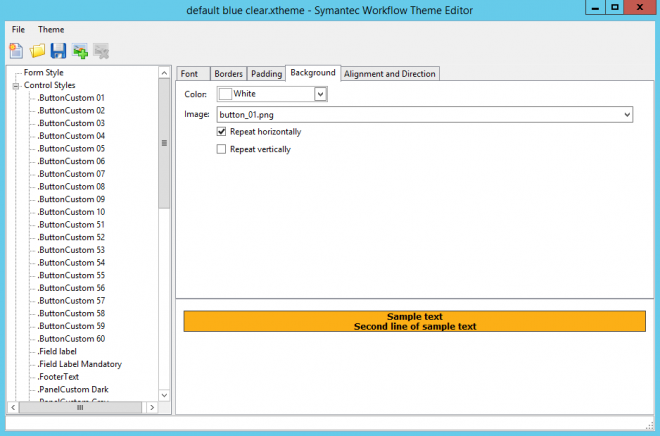 default blue clear.xtheme - Symantec Workflow Theme Editor
File Theme
Form Style
Control Styles
.ButtonCustom 01
.ButtonCustom 02
.ButtonCustom 03
.ButtonCustom 04
.ButtonCustom 05
.ButtonCustom 06
.ButtonCustom 07
.ButtonCustom 08
.ButtonCustom 09
.ButtonCustom 10
.ButtonCustom 51
.ButtonCustom 52
.ButtonCustom 53
.ButtonCustom 54
.ButtonCustom 55
.ButtonCustom 56
.ButtonCustom 57
.ButtonCustom 58
.ButtonCustom 59
.ButtonCustom 60
.Field label
.Field Label Mandatory
.FooterText
.PanelCustom Dark
.PanelCustom Gray
Font Borders Padding Background Alignment and Direction
Color: White
Image: button_01.png
Repeat horizontally
Repeat vertically
Sample text
Second line of sample text